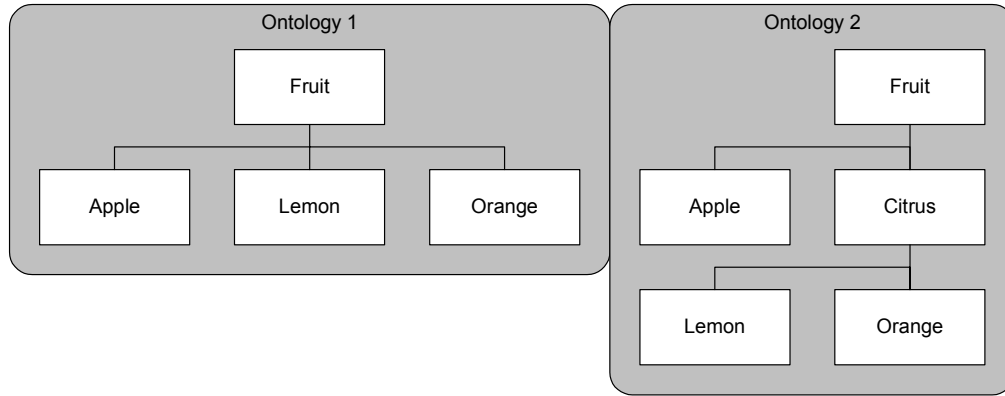 Ontology 1
Fruit
Apple
Lemon
Orange
Ontology 2
Fruit
Apple
Citrus
Lemon
Orange